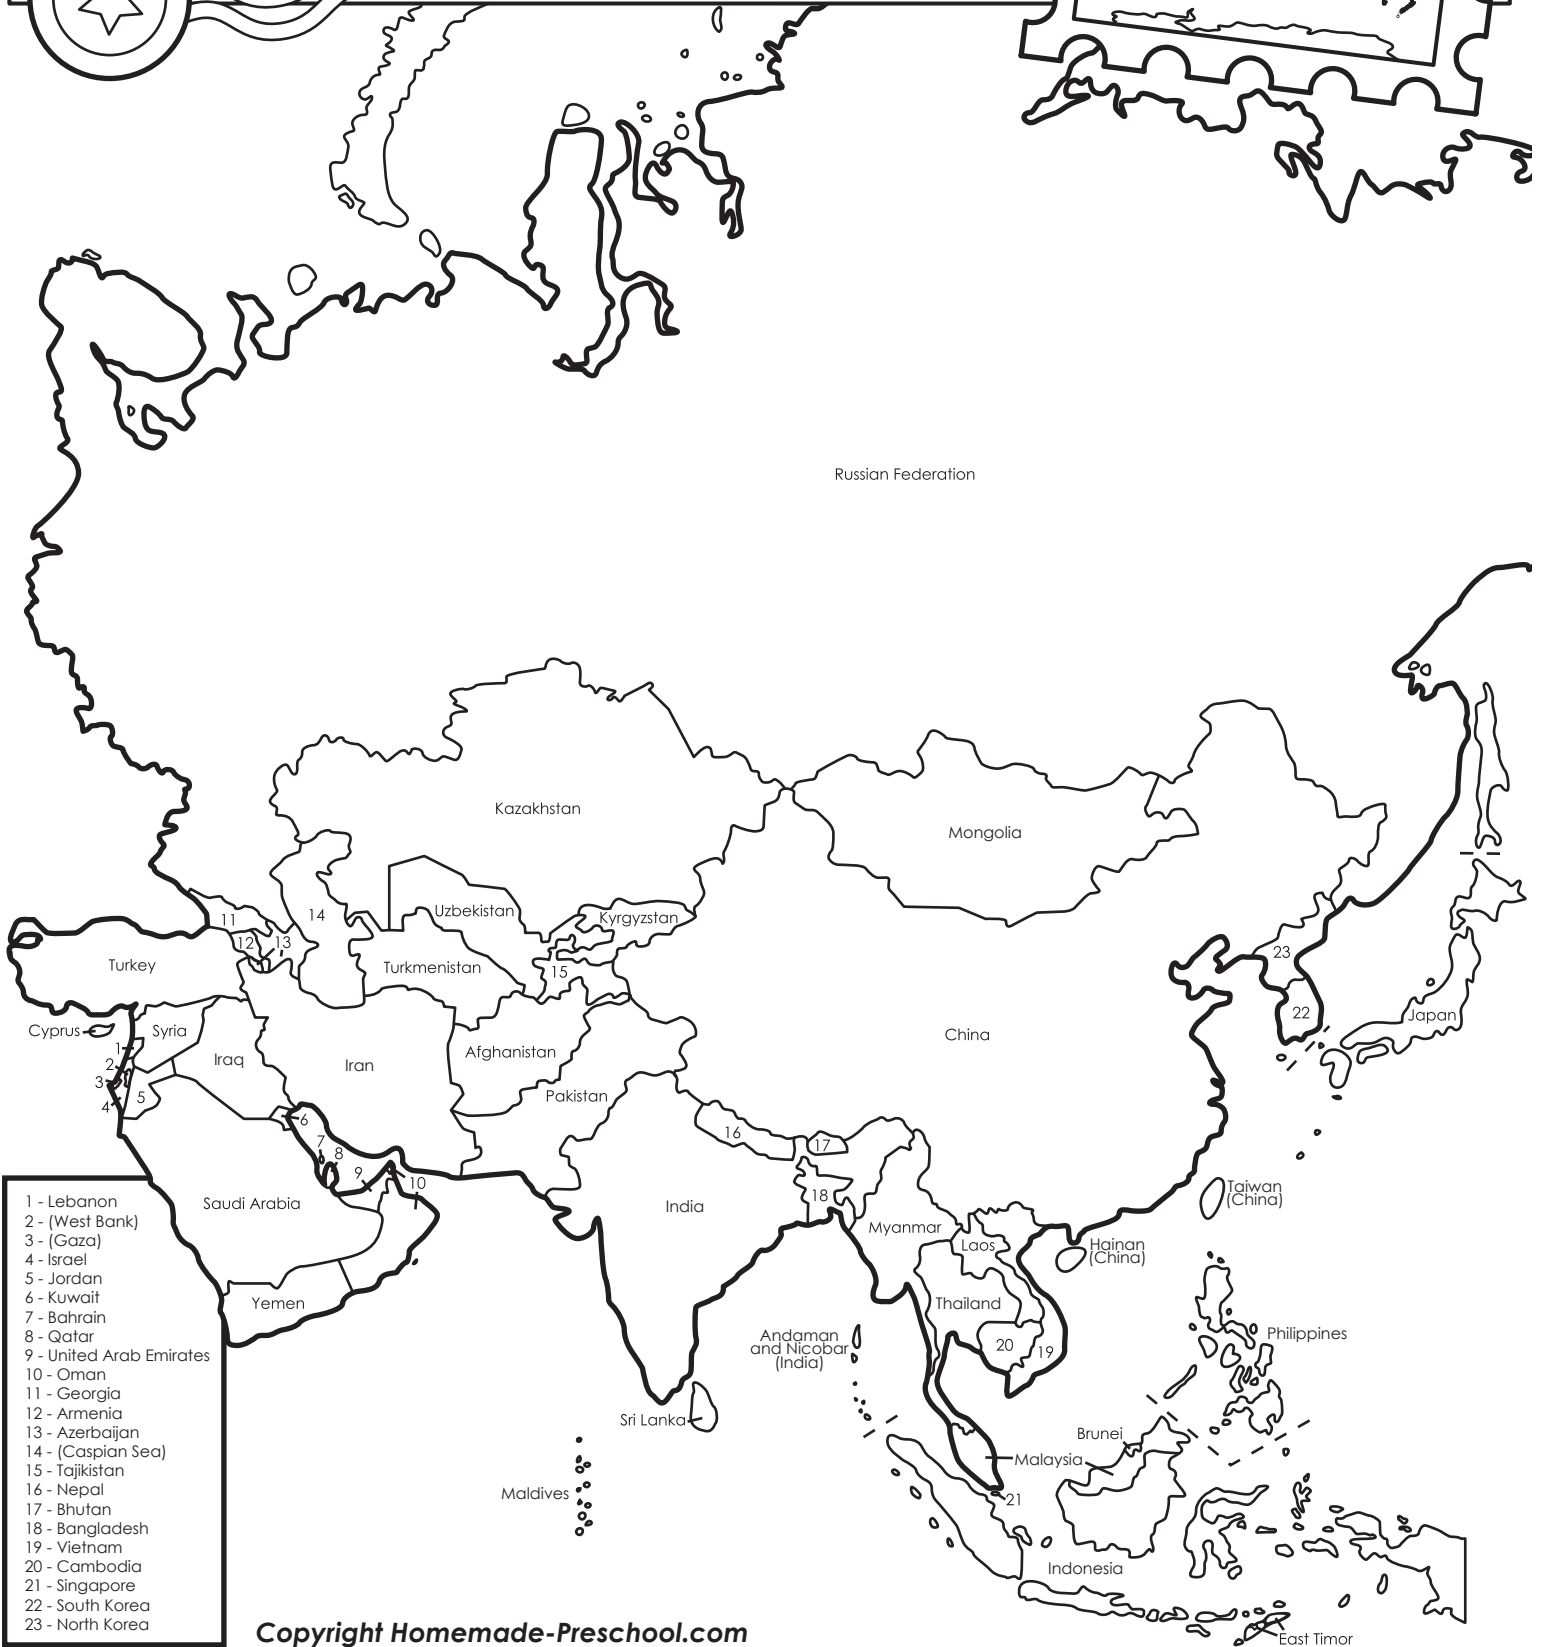 Russian Federation
Kazakhstan
Mongolia
Uzbekistan
Kyrgyzstan
11
14
12
13
Turkey
Turkmenistan
15
23
22
Japan
Cyprus
Syria
China
Iraq
Iran
Afghanistan
1
2
3
4
5
Pakistan
6
7
8
9
10
16
17
18
Saudi Arabia
India
Myanmar
Laos
Taiwan
(China)
Hainan
(China)
Yemen
Thailand
20
19
Andaman
and Nicobar
(India)
Philippines
Sri Lanka
Brunei
Malaysia
Maldives
21
Indonesia
East Timor
1 - Lebanon
2 - (West Bank)
3 - (Gaza)
4 - Israel
5 - Jordan
6 - Kuwait
7 - Bahrain
8 - Qatar
9 - United Arab Emirates
10 - Oman
11 - Georgia
12 - Armenia
13 - Azerbaijan
14 - (Caspian Sea)
15 - Tajikistan
16 - Nepal
17 - Bhutan
18 - Bangladesh
19 - Vietnam
20 - Cambodia
21 - Singapore
22 - South Korea
23 - North Korea
Copyright Homemade-Preschool.com